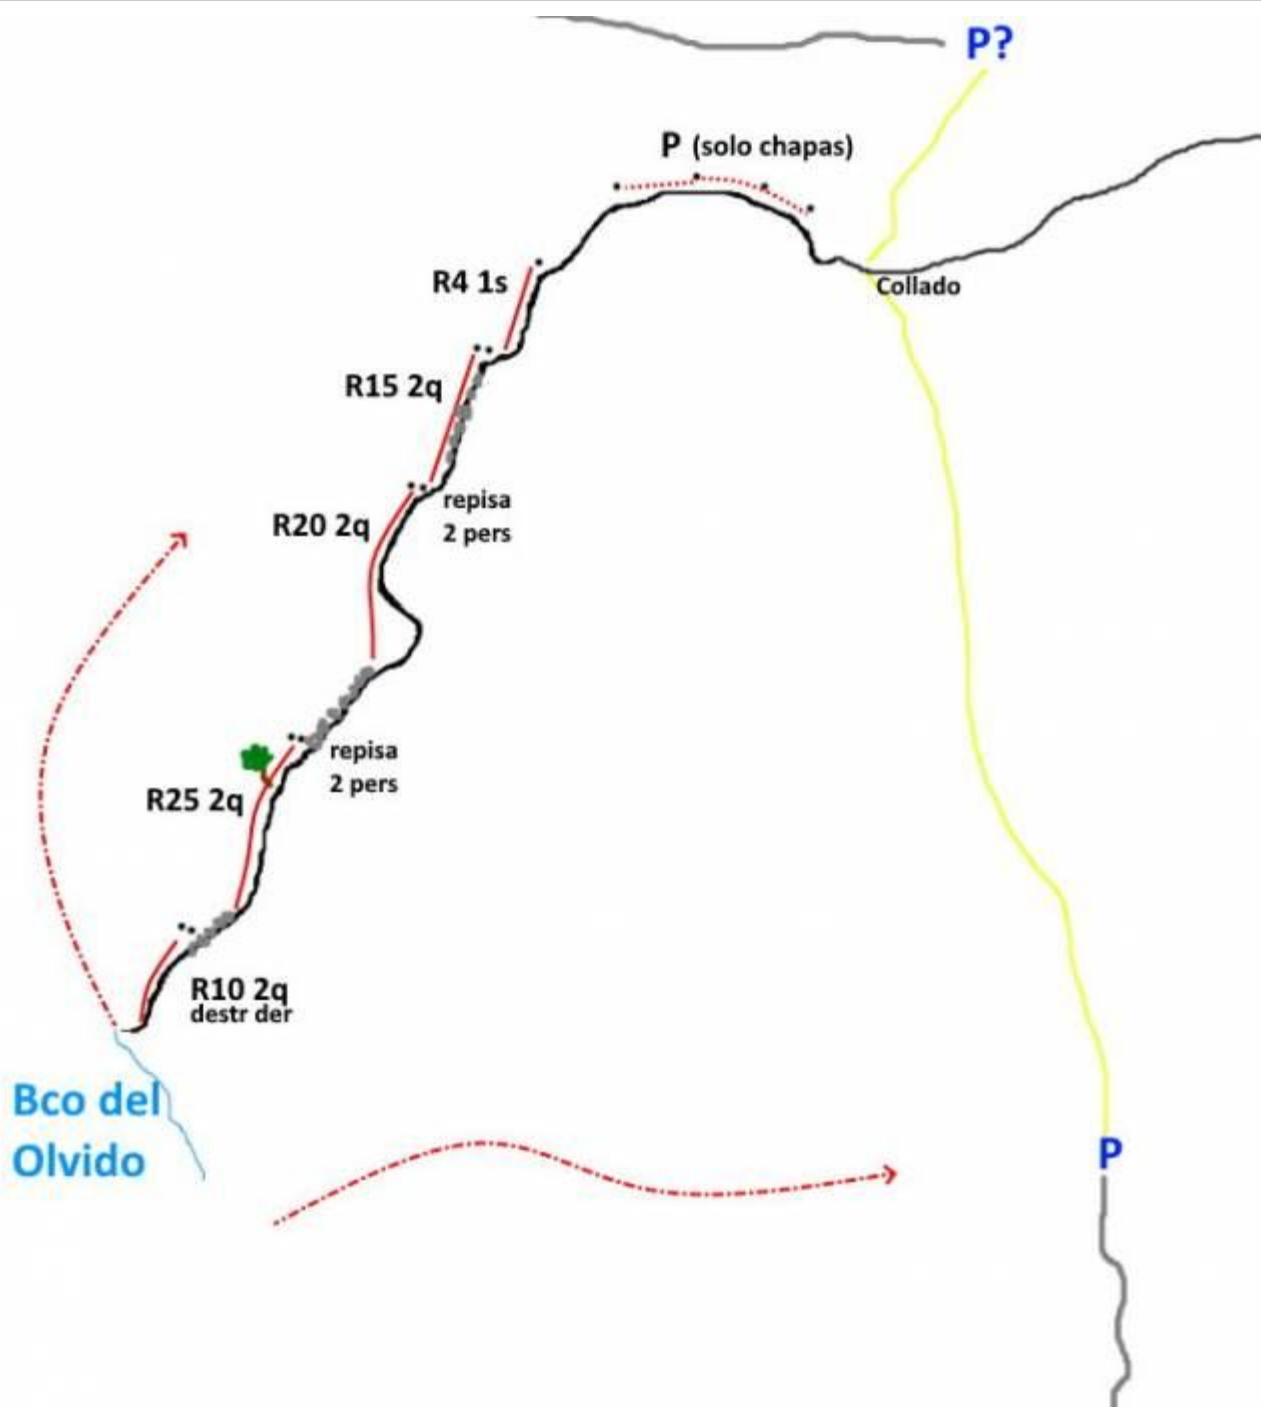 P?
P (solo chapas)
Collado
R4 1s
R15 2q
repisa
2 pers
R20 2q
repisa
2 pers
R25 2q
R10 2q
destr der
Bco del
Olvido
P